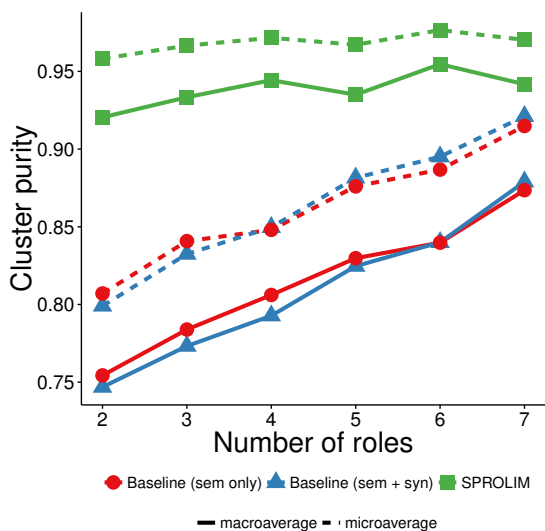 Cluster purity
0.95
0.90
0.85
0.80
0.75
2 3 4 5 6 7
Number of roles
Baseline (sem only) Baseline (sem + syn) SPROLIM
macroaverage microaverage